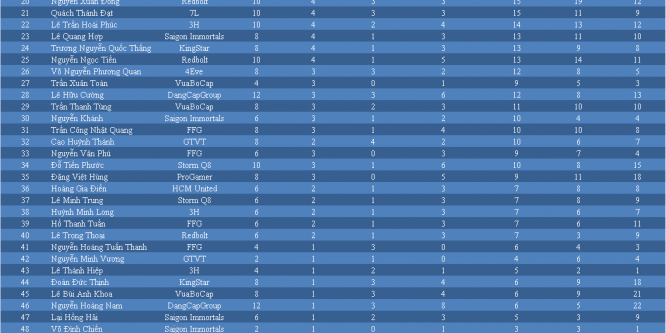 20 Nguyễn Xuân Đông Redbolt 10 4 3 3 15 19 12
21 Quách Thành Đạt 7L 10 4 3 3 15 11 9
22 Lê Trần Hoài Phúc 3H 10 4 2 4 14 13 12
23 Lê Quang Hợp Saigon Immortals 8 4 1 3 13 11 10
24 Trương Nguyễn Quốc Thắng KingStar 8 4 1 3 13 9 8
25 Nguyễn Ngọc Tiến Redbolt 10 4 1 5 13 14 11
26 Võ Nguyễn Phương Quan 4Eve 8 3 3 2 12 8 5
27 Trần Xuân Toàn VuaBoCap 4 3 0 1 9 5 3
28 Lê Hữu Cường DangCapGroup 12 3 3 6 12 8 13
29 Trần Thanh Tùng VuaBoCap 8 3 2 3 11 10 10
30 Nguyễn Khánh Saigon Immortals 6 3 1 2 10 4 4
31 Trần Công Nhật Quang FFG 8 3 1 4 10 10 8
32 Cao Huỳnh Thành GTVT 8 2 4 2 10 6 7
33 Nguyễn Văn Phú FFG 6 3 0 3 9 7 4
34 Đỗ Tiến Phước Storm Q8 10 3 1 6 10 8 15
35 Đặng Việt Hùng ProGamer 8 3 0 5 9 11 18
36 Hoàng Gia Điền HCM United 6 2 1 3 7 8 8
37 Lê Minh Trung Storm Q8 6 2 1 3 7 8 9
38 Huỳnh Minh Long 3H 6 2 1 3 7 6 7
39 Hồ Thanh Tuấn FFG 6 2 1 3 7 6 11
40 Lê Trong Thoai Redbolt 6 2 1 3 7 3 9
41 Nguyễn Hoàng Tuấn Thanh FFG 4 1 3 0 6 4 3
42 Nguyễn Minh Vương GTVT 2 1 1 0 4 6 4
43 Lê Thành Hiệp 3H 4 1 2 1 5 2 1
44 Đoàn Đức Thịnh KingStar 8 1 3 4 6 9 18
45 Lê Bùi Anh Khoa VuaBoCap 8 1 3 4 6 9 21
46 Nguyễn Hoàng Nam DangCapGroup 12 1 3 8 6 5 22
47 Lại Hồng Hải Saigon Immortals 6 1 2 3 5 3 9
48 Võ Đình Chiến Saigon Immortals 2 1 0 1 3 3 1